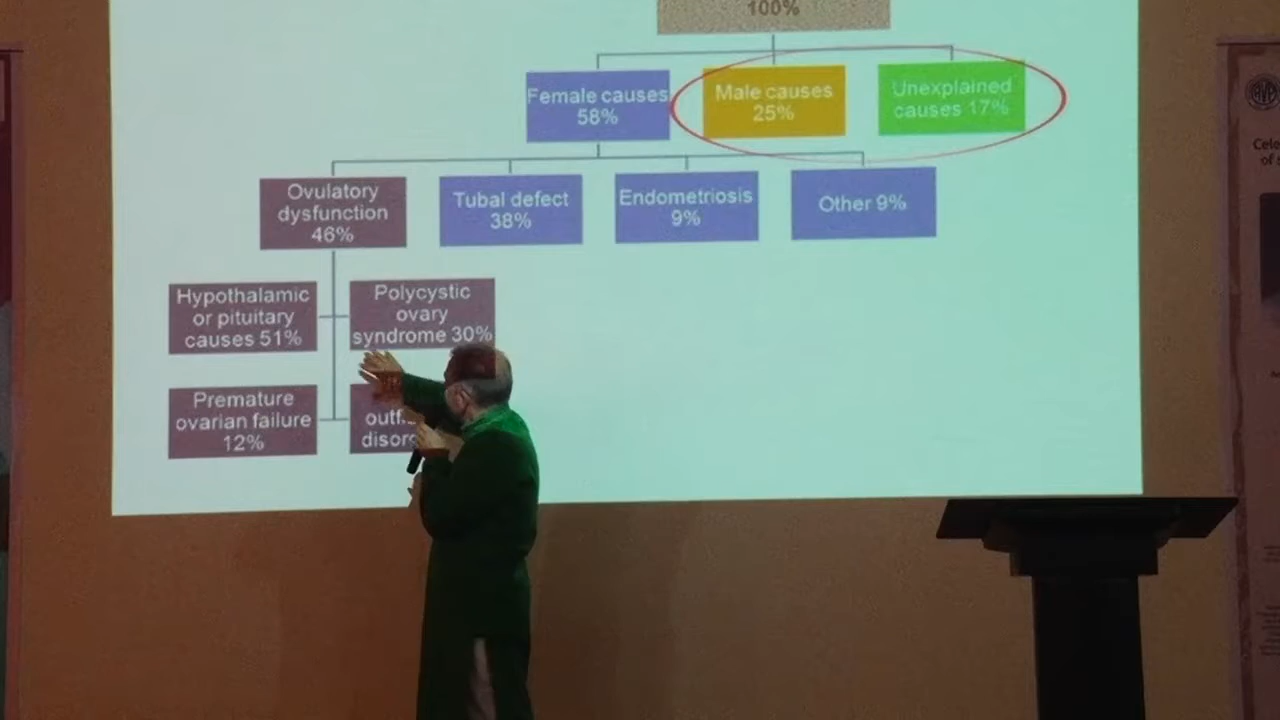 100%
Female causes
58%
Male causes
25%
Unexplained
causes 17%
Ovulatory
dysfunction
46%
Tubal defect
38%
Endometriosis
9%
Other 9%
Hypothalamic
or pituitary
causes 51%
Polycystic
ovary
syndrome 30%
Premature
ovarian failure
12%